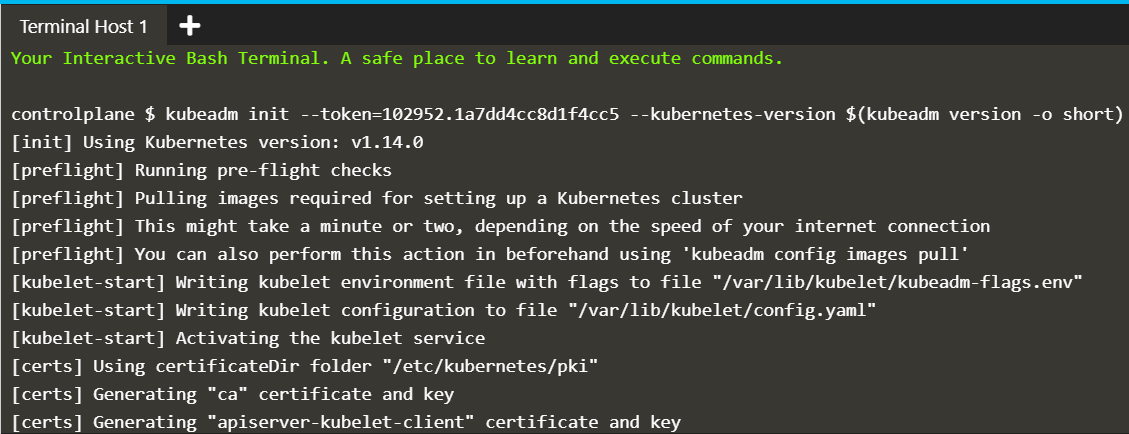 Terminal Host 1 +
Your Interactive Bash Terminal. A safe place to learn and execute commands.
controlplane $ kubeadm init --token=102952.1a7dd4cc8d1f4cc5 --kubernetes-version $(kubeadm version -o short)
[init] Using Kubernetes version: v1.14.0
[preflight] Running pre-flight checks
[preflight] Pulling images required for setting up a Kubernetes cluster
[preflight] This might take a minute or two, depending on the speed of your internet connection
[preflight] You can also perform this action in beforehand using 'kubeadm config images pull'
[kubelet-start] Writing kubelet environment file with flags to file "/var/lib/kubelet/kubeadm-flags.env"
[kubelet-start] Writing kubelet configuration to file "/var/lib/kubelet/config.yaml"
[kubelet-start] Activating the kubelet service
[certs] Using certificateDir folder "/etc/kubernetes/pki"
[certs] Generating "ca" certificate and key
[certs] Generating "apiserver-kubelet-client" certificate and key